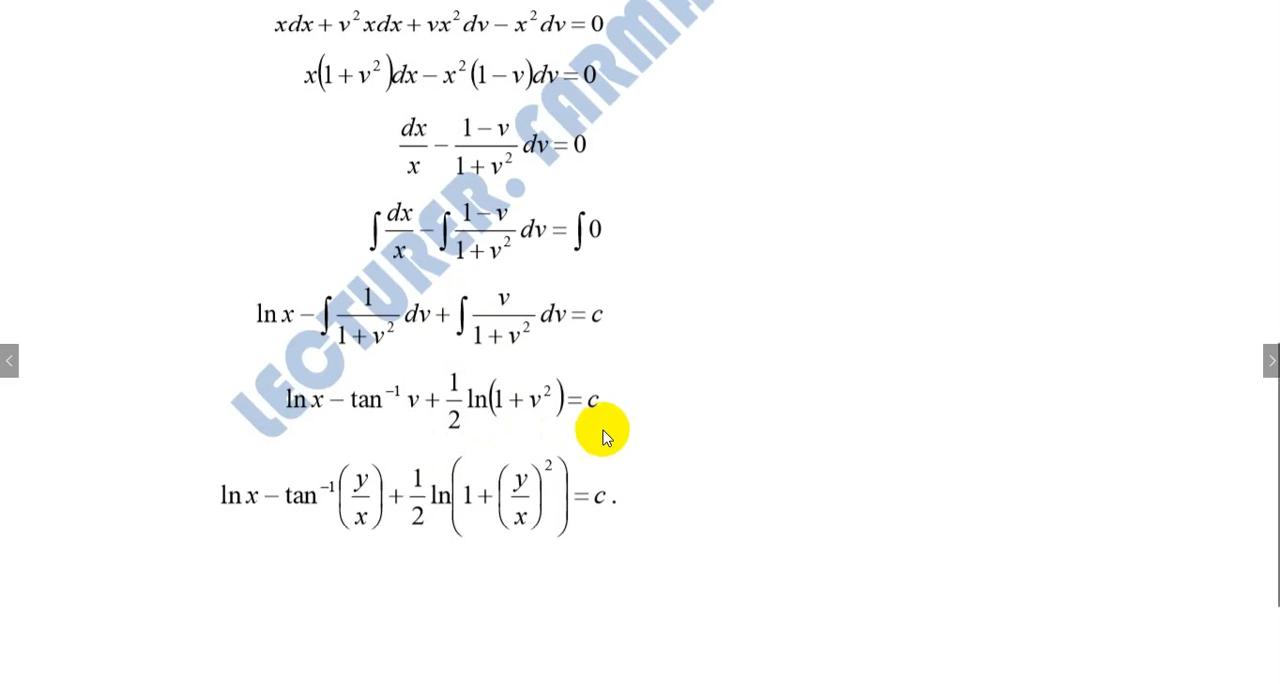 xdx + v²xdx + vx²dv − x²dv = 0
x(1 + v²)dx − x²(1 − v)dv = 0
dx/x − (1 − v)/(1 + v²) dv = 0
∫ dx/x − ∫ (1 − v)/(1 + v²) dv = ∫ 0
ln x − ∫ 1/(1 + v²) dv + ∫ v/(1 + v²) dv = c
ln x − tan⁻¹ v + 1/2 ln(1 + v²) = c
ln x − tan⁻¹(y/x) + 1/2 ln(1 + (y/x)²) = c .
LECTURER. FARMA